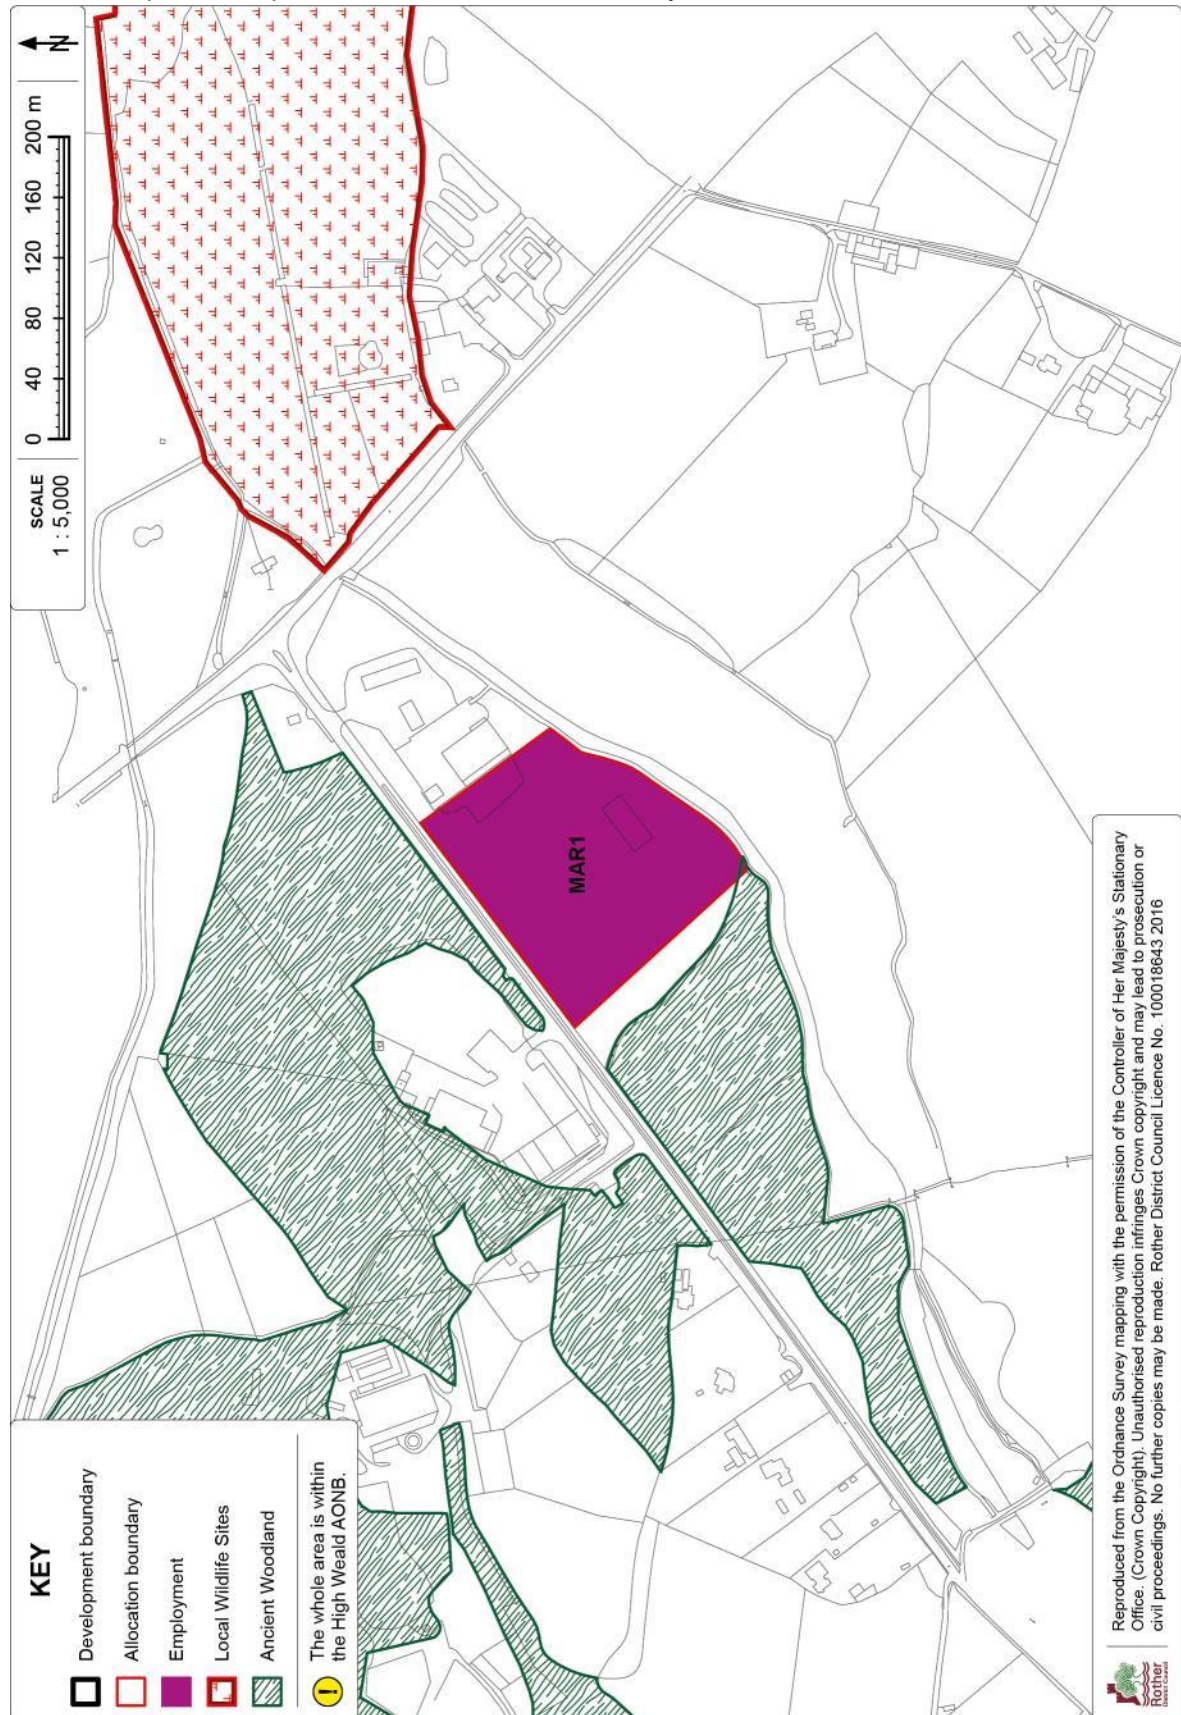 KEY
Development boundary
Allocation boundary
Employment
Local Wildlife Sites
Ancient Woodland
The whole area is within
the High Weald AONB.
MAR1
SCALE
1 : 5,000
0 40 80 120 160 200 m
N
Rother
District Council
Reproduced from the Ordnance Survey mapping with the permission of the Controller of Her Majesty's Stationary
Office. (Crown Copyright). Unauthorised reproduction infringes Crown copyright and may lead to prosecution or
civil proceedings. No further copies may be made. Rother District Council Licence No. 100018643 2016